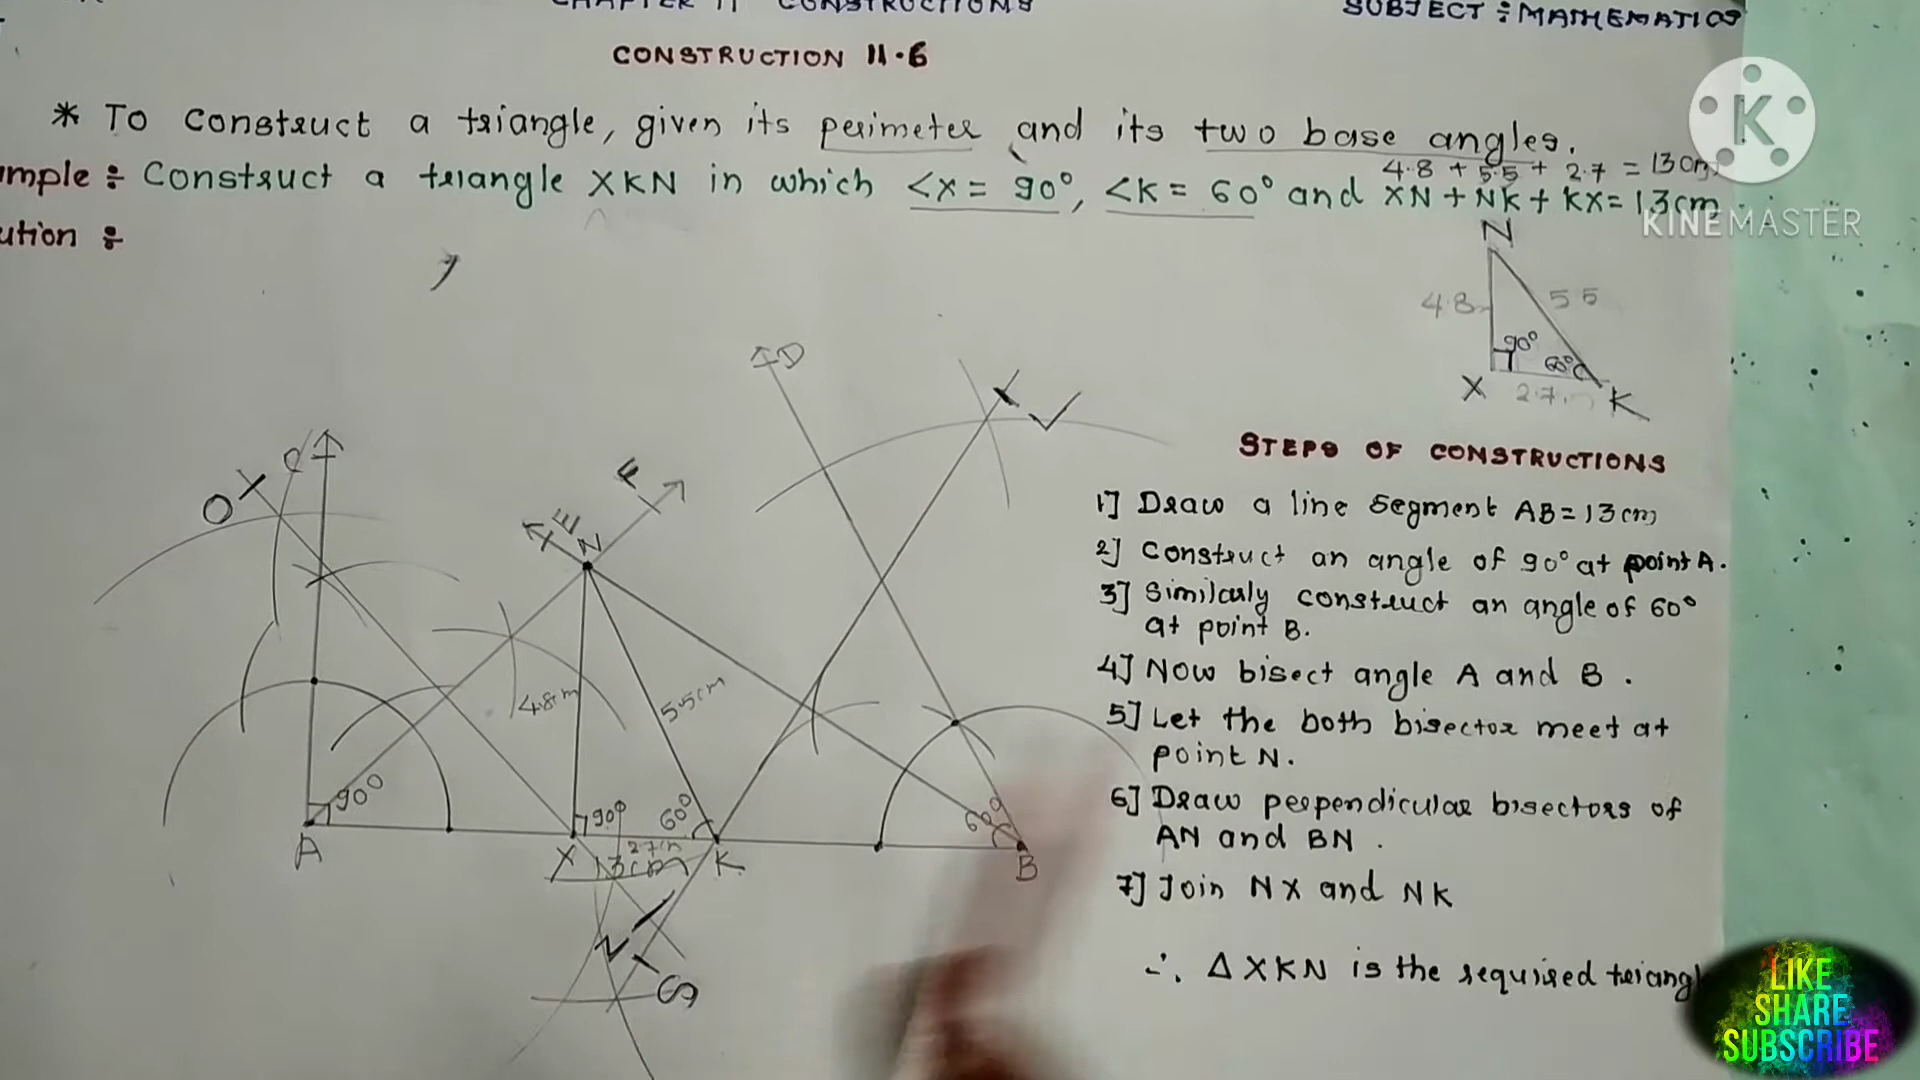 CHAPTER 11 CONSTRUCTIONS
SUBJECT ÷ MATHEMATICS
CONSTRUCTION 11.6
* To construct a triangle, given its perimeter and its two base angles.
4.8 + 5.5 + 2.7 = 13cm
mple ÷ Construct a triangle XKN in which <X = 90°, <K = 60° and XN + NK + KX = 13cm.
ution ÷
K
KINEMASTER
N
4.8
5.5
90°
60°
X
2.7
K
D
C
O
F
E
N
4.8cm
5.5cm
90°
90°
60°
60°
A
X
2.7cm
13cm
K
B
S
STEPS OF CONSTRUCTIONS
1] Draw a line segment AB = 13cm
2] Construct an angle of 90° at point A.
3] Similarly construct an angle of 60°
at point B.
4] Now bisect angle A and B .
5] Let the both bisector meet at
point N.
6] Draw perpendicular bisectors of
AN and BN .
7] Join NX and NK
∴ Δ XKN is the required triangl
LIKE
SHARE
SUBSCRIBE